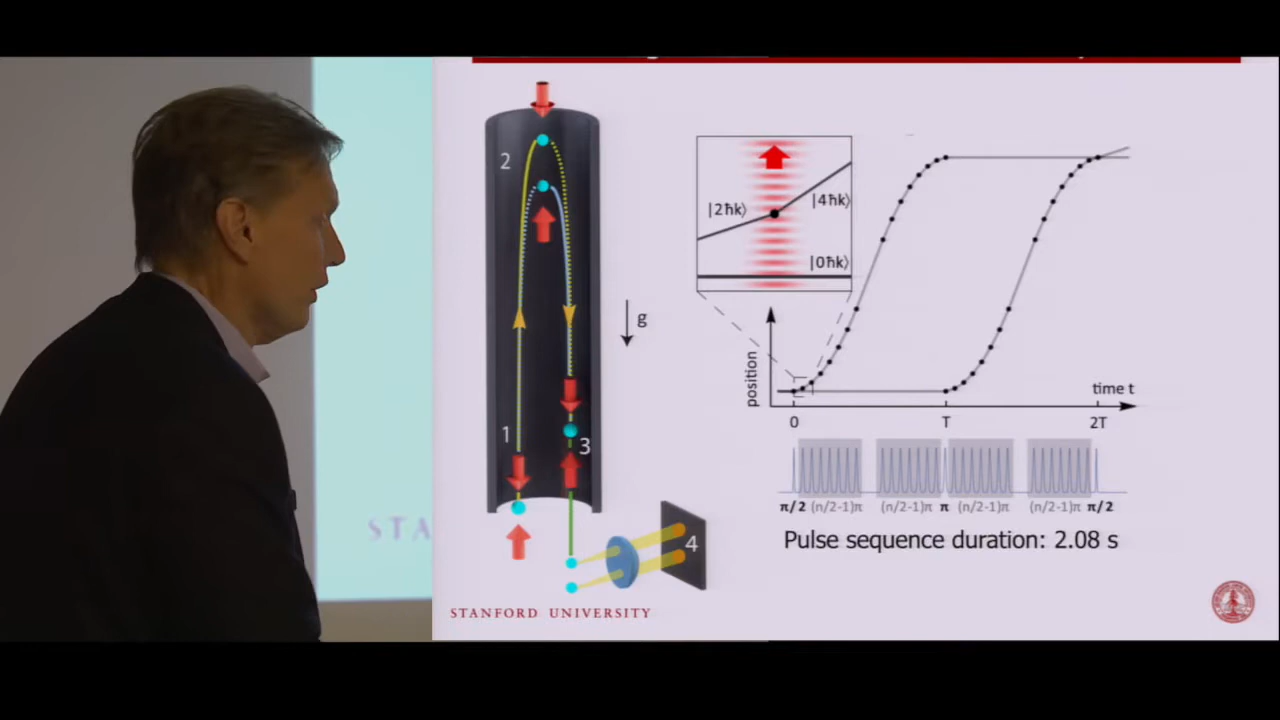 2
1
3
4
g
|2ħk⟩
|4ħk⟩
|0ħk⟩
position
time t
0
T
2T
π/2 (n/2-1)π (n/2-1)π π (n/2-1)π (n/2-1)π π/2
Pulse sequence duration: 2.08 s
STANFORD UNIVERSITY
STA